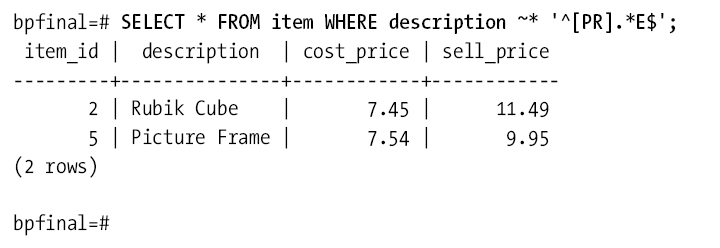 bpfinal=# SELECT * FROM item WHERE description ~* '^[PR].*E$';
 item_id |  description  | cost_price | sell_price
---------+---------------+------------+------------
       2 | Rubik Cube    |       7.45 |      11.49
       5 | Picture Frame |       7.54 |       9.95
(2 rows)
bpfinal=#